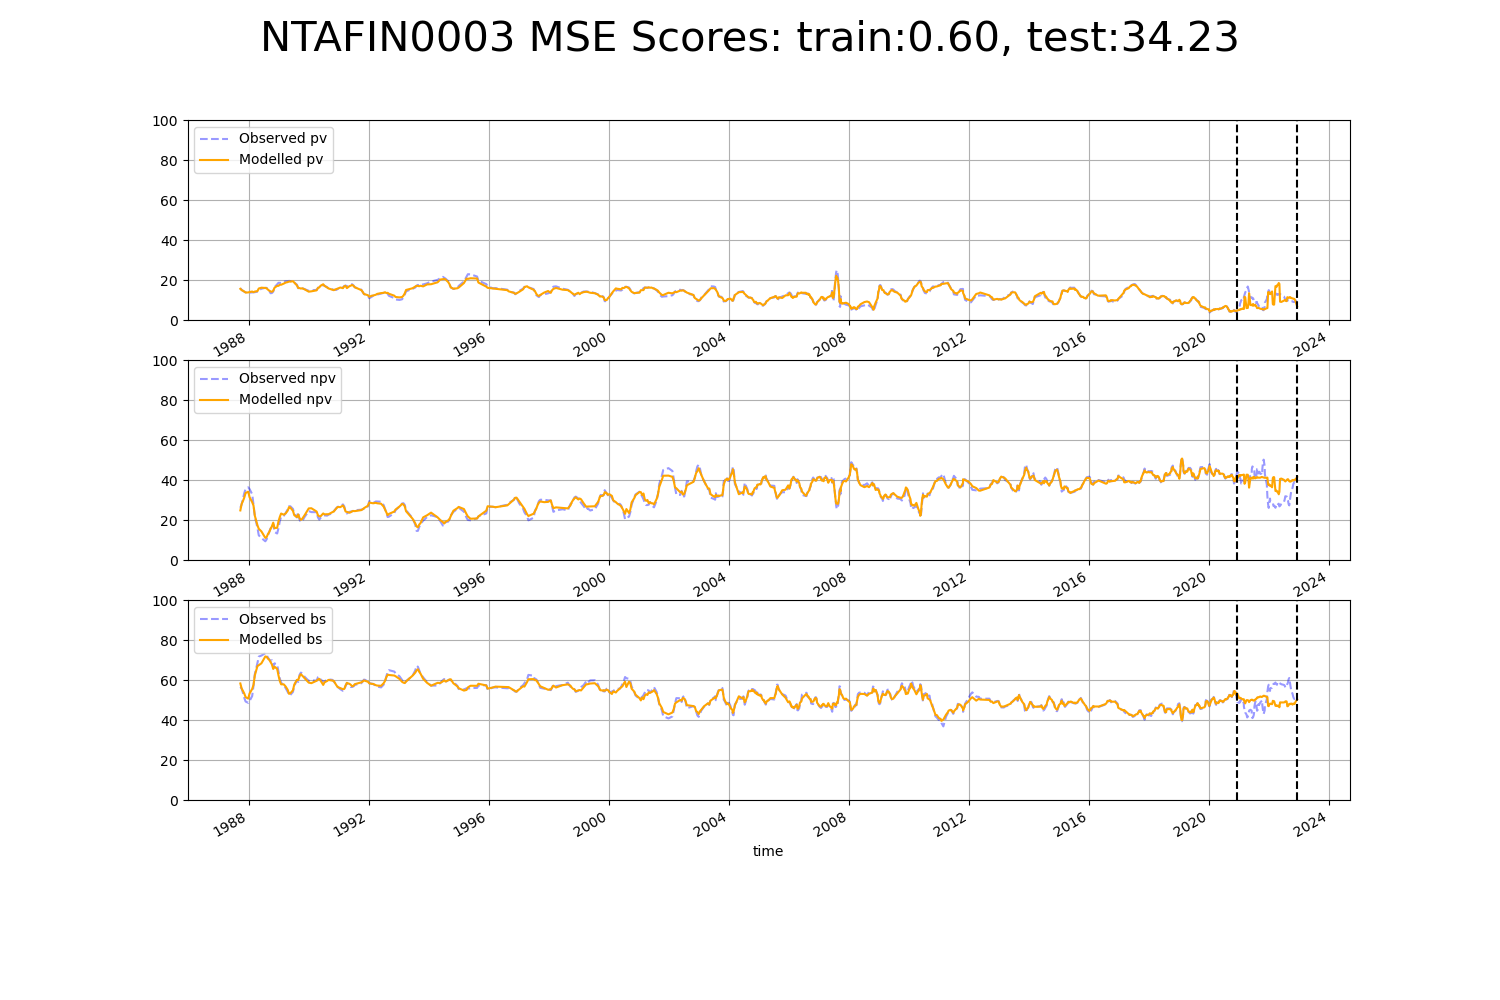 NTAFIN0003 MSE Scores: train:0.60, test:34.23
100
80
60
40
20
0
Observed pv
Modelled pv
1988 1992 1996 2000 2004 2008 2012 2016 2020 2024
100
80
60
40
20
0
Observed npv
Modelled npv
1988 1992 1996 2000 2004 2008 2012 2016 2020 2024
100
80
60
40
20
0
Observed bs
Modelled bs
1988 1992 1996 2000 2004 2008 2012 2016 2020 2024
time